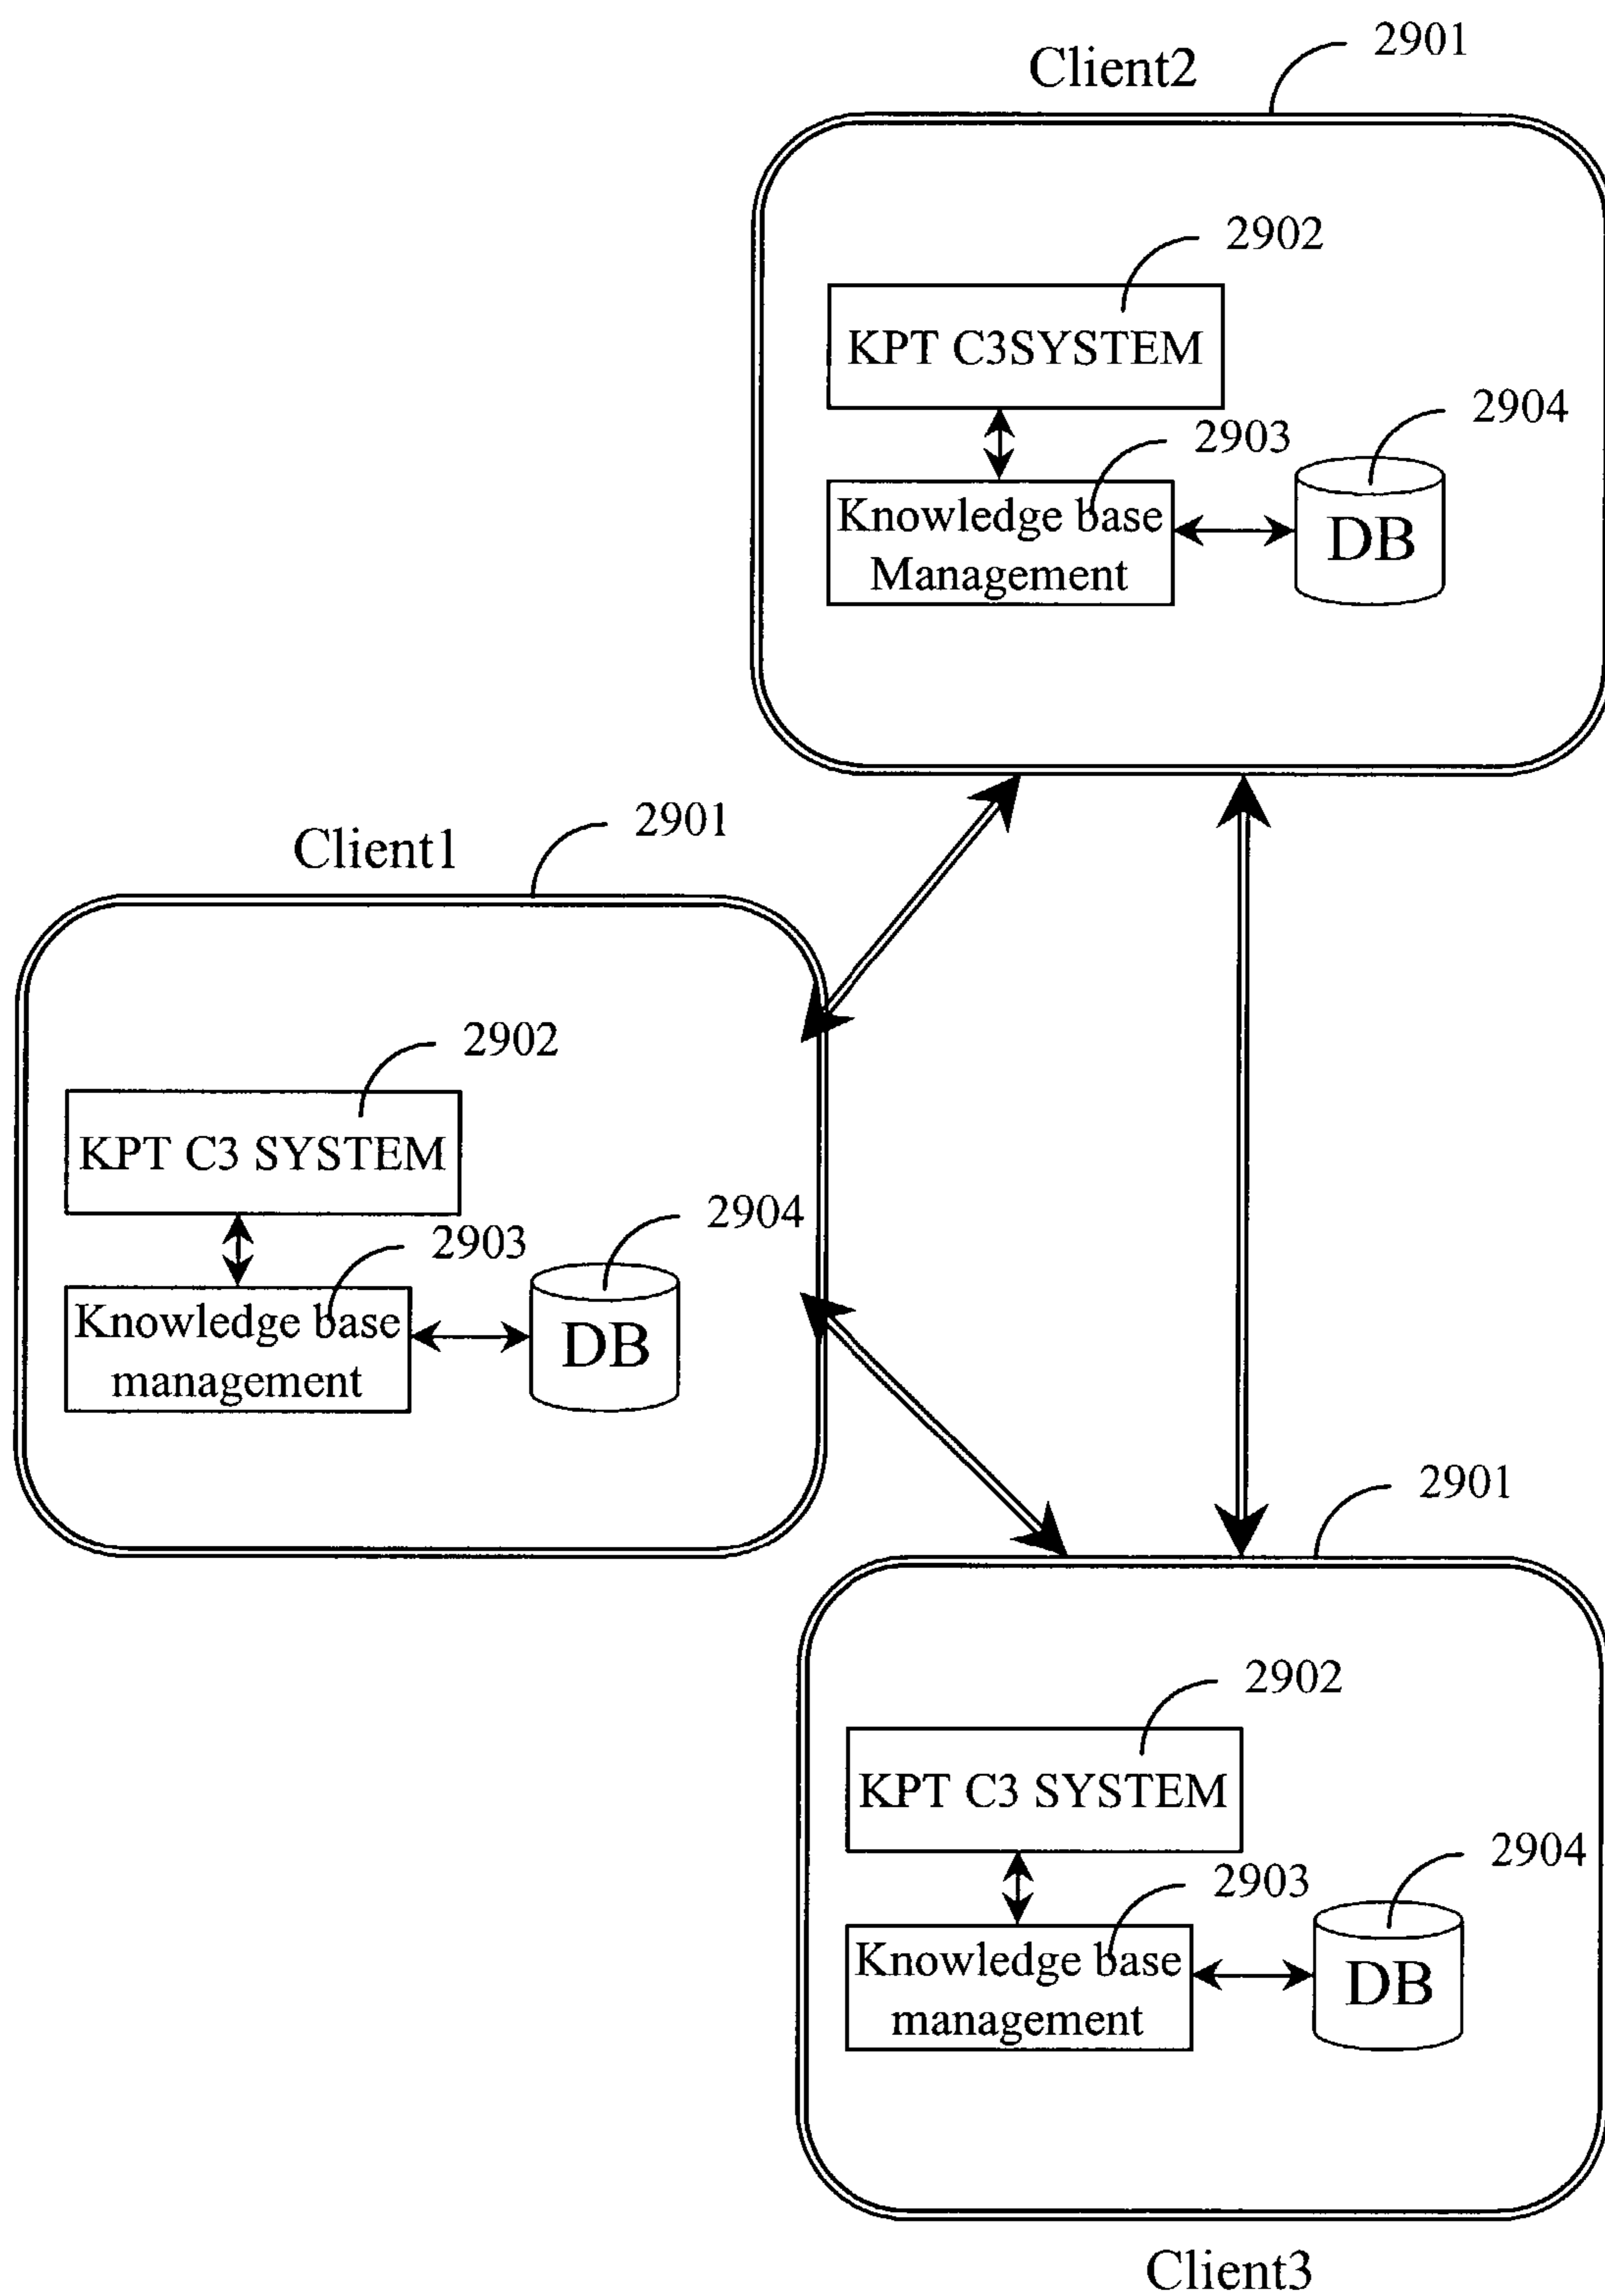 2901
Client2
2902
KPT C3SYSTEM
2904
2903
Knowledge base
Management
DB
2901
Client1
2902
KPT C3 SYSTEM
2904
2903
Knowledge base
management
DB
2901
2902
KPT C3 SYSTEM
2904
2903
Knowledge base
management
DB
Client3